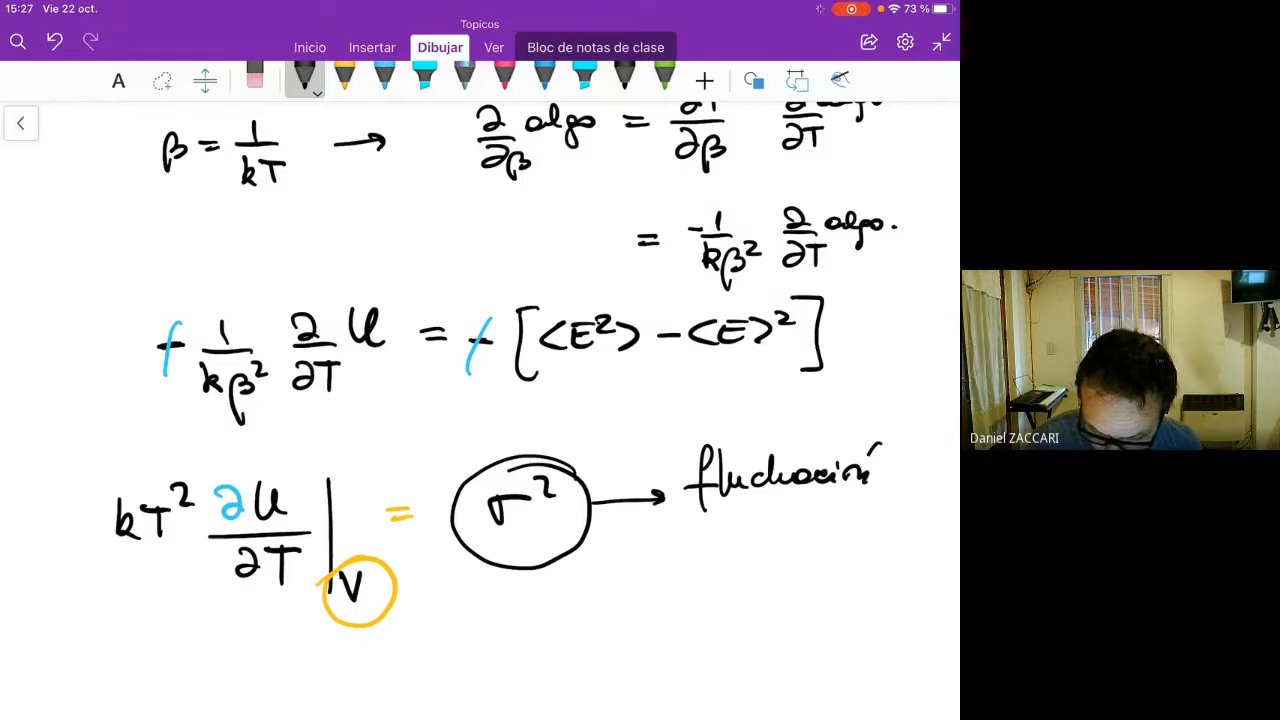 15:27 Vie 22 oct.
73 %
Topicos
Inicio Insertar Dibujar Ver Bloc de notas de clase
A
β = 1/kT → ∂/∂β algo = ∂T/∂β ∂/∂T
= -1/kβ² ∂/∂T algo.
- 1/kβ² ∂/∂T U = - [<E²> - <E>²]
kT² ∂U/∂T |V = σ² → fluctuación
Daniel ZACCARI